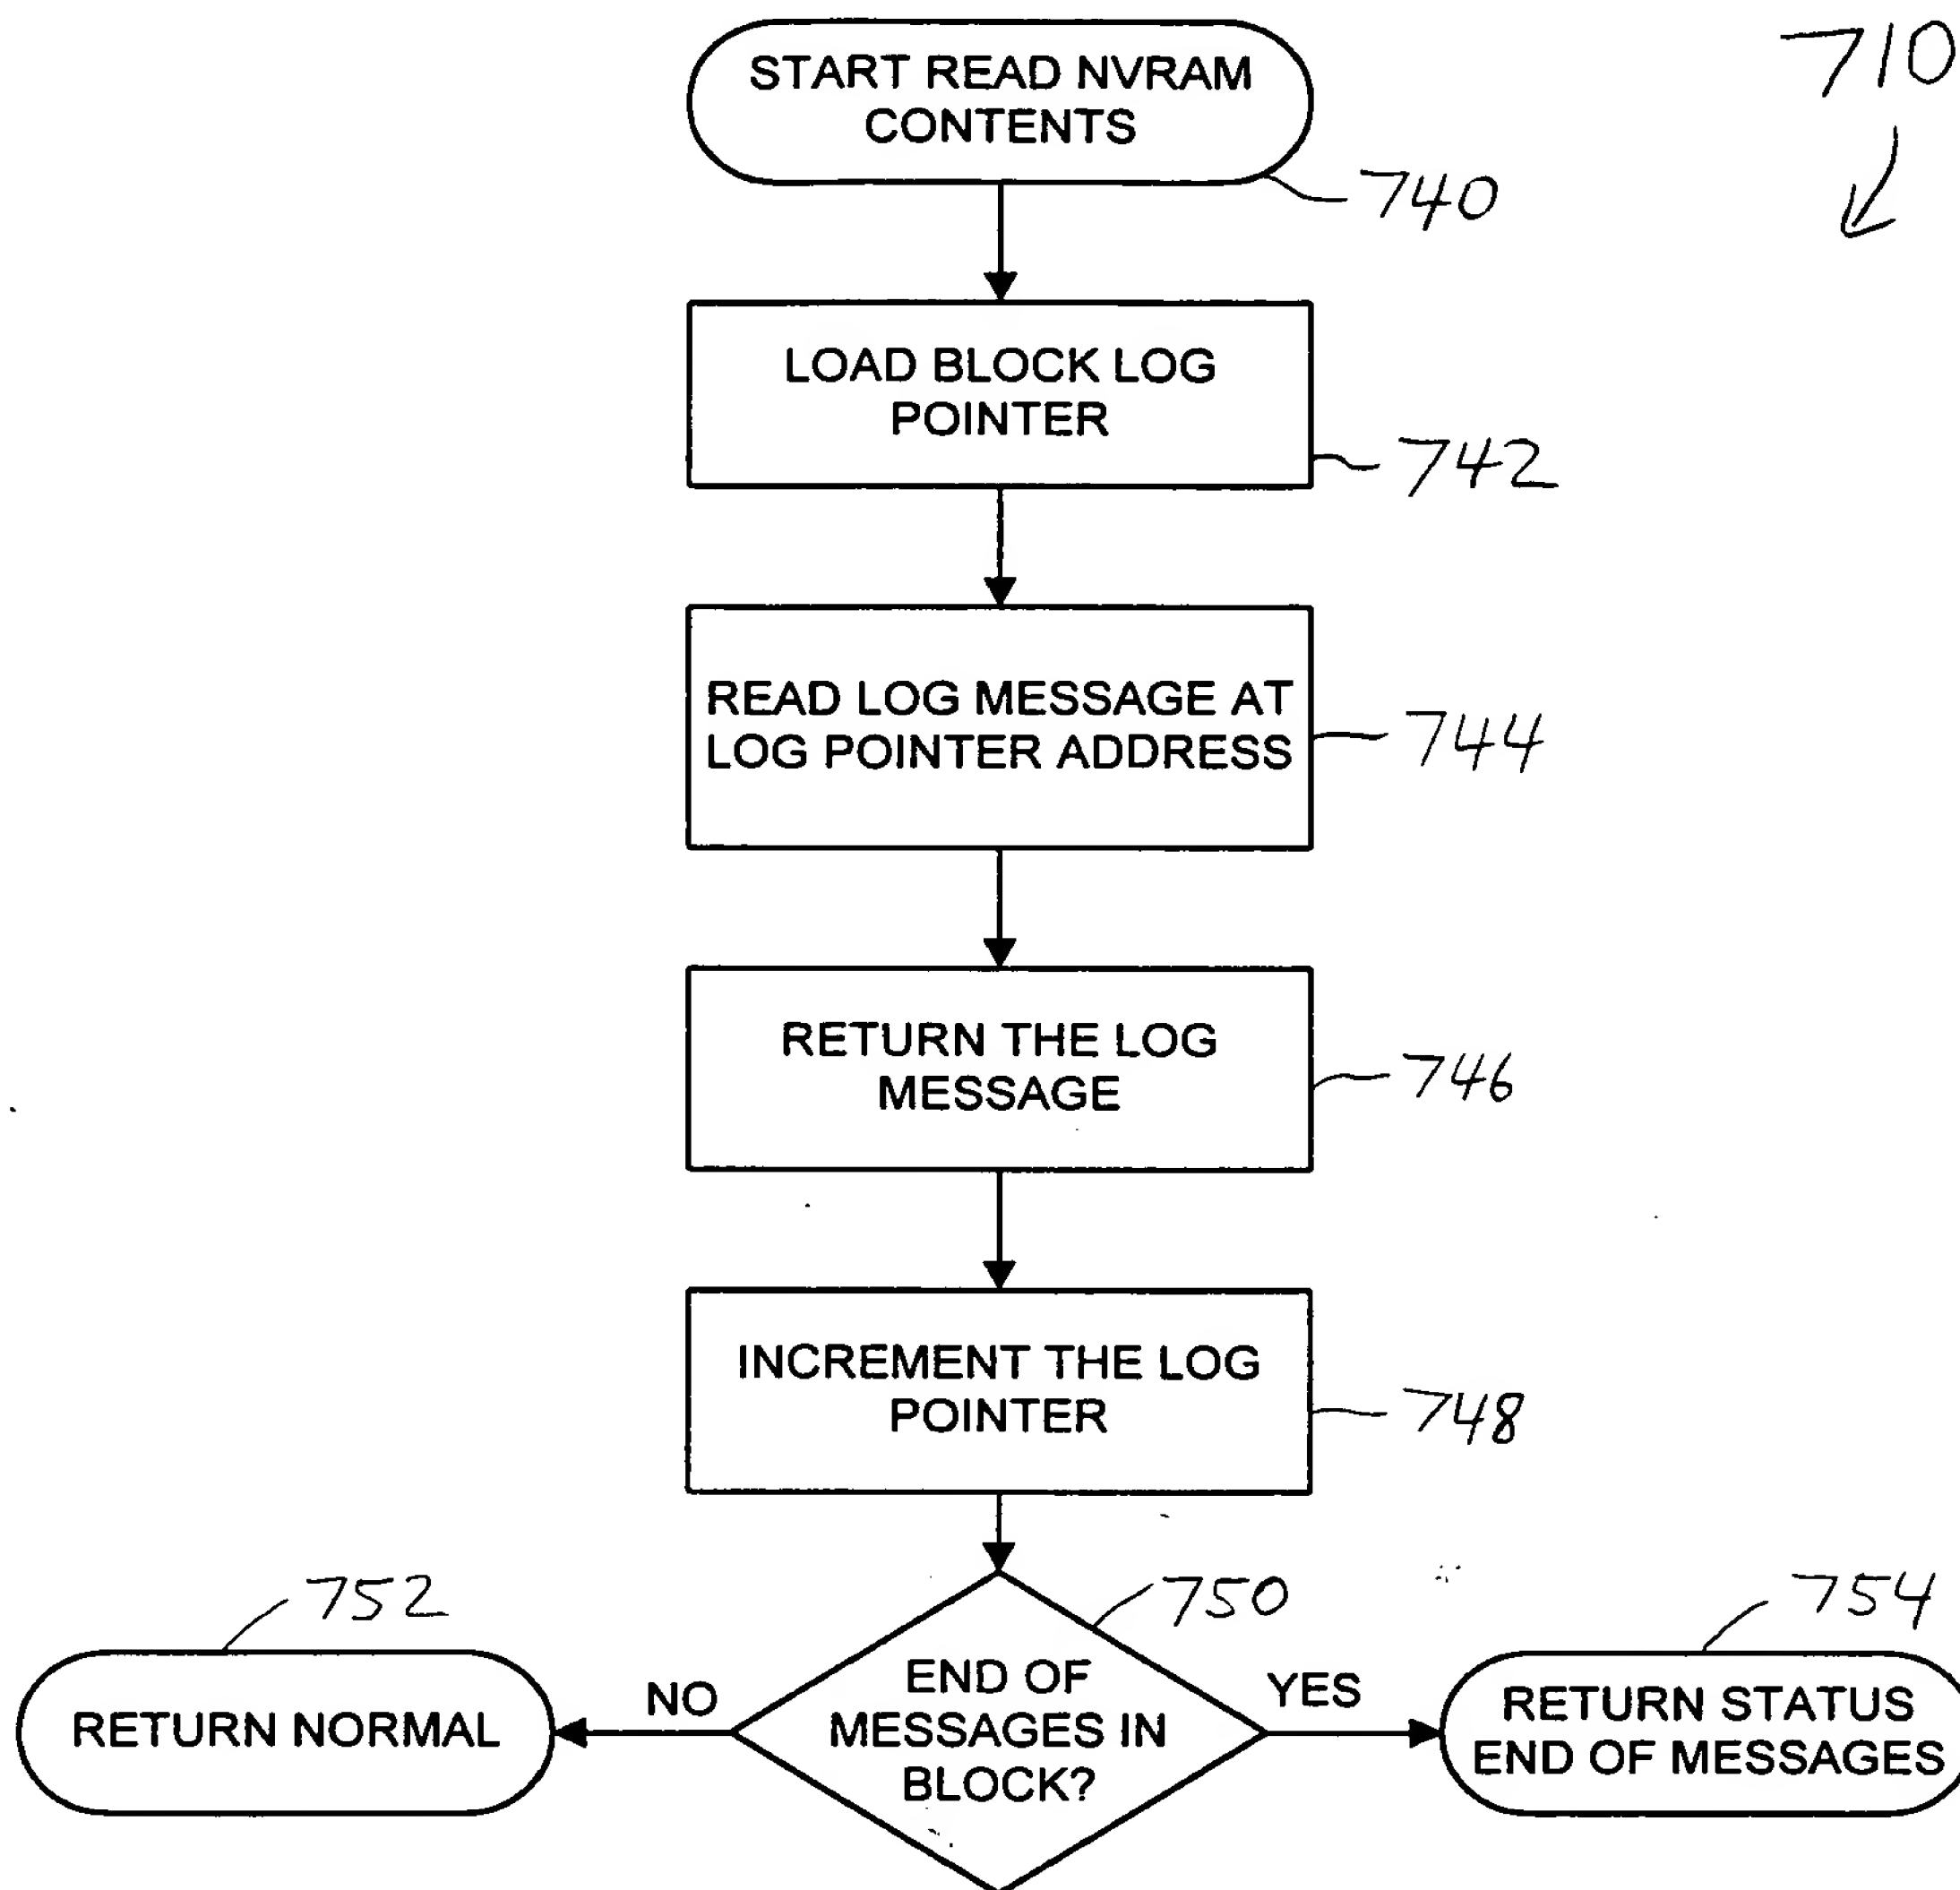 START READ NVRAM
CONTENTS
710
740
LOAD BLOCK LOG
POINTER
742
READ LOG MESSAGE AT
LOG POINTER ADDRESS
744
RETURN THE LOG
MESSAGE
746
INCREMENT THE LOG
POINTER
748
752
750
754
RETURN NORMAL
NO
END OF
MESSAGES IN
BLOCK?
YES
RETURN STATUS
END OF MESSAGES